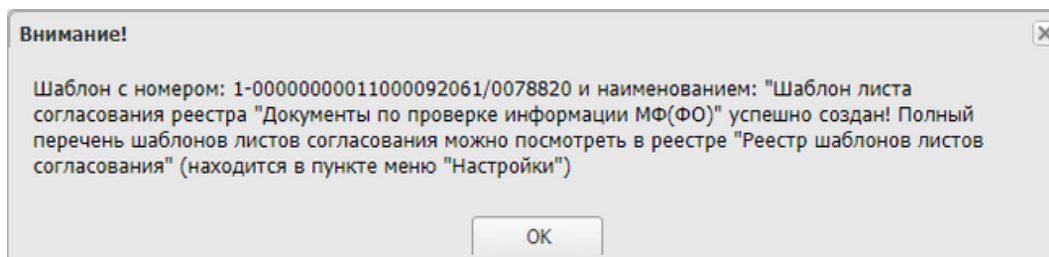 Внимание!
Шаблон с номером: 1-00000000011000092061/0078820 и наименованием: "Шаблон листа
согласования реестра "Документы по проверке информации МФ(ФО)" успешно создан! Полный
перечень шаблонов листов согласования можно посмотреть в реестре "Реестр шаблонов листов
согласования" (находится в пункте меню "Настройки")
ОК